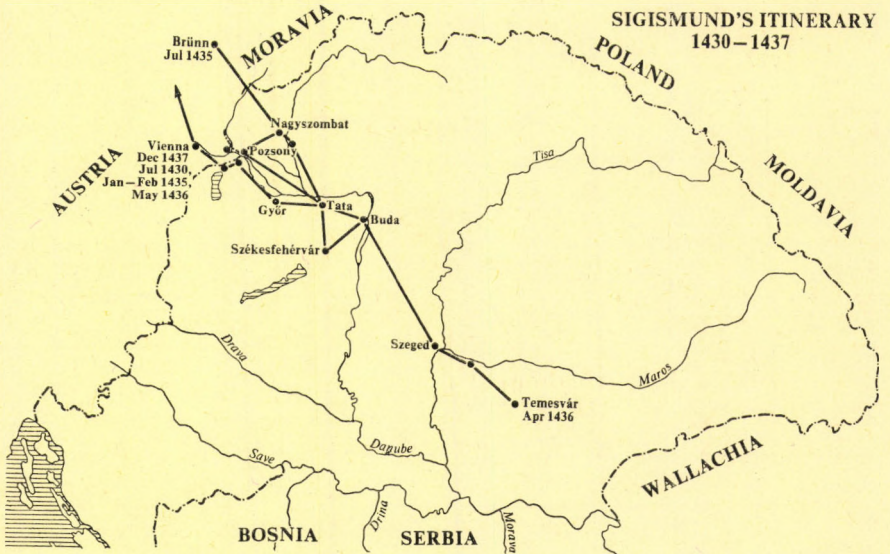 SIGISMUND'S ITINERARY
1430–1437
Brünn
Jul 1435
MORAVIA
POLAND
Nagyszombat
Vienna
Dec 1437
Jul 1430,
Jan–Feb 1435,
May 1436
Pozsony
AUSTRIA
Tisa
MOLDAVIA
Győr
Tata
Buda
Székesfehérvár
Szeged
Drava
Maros
Temesvár
Apr 1436
Save
Danube
WALLACHIA
BOSNIA
Drina
SERBIA
Morava